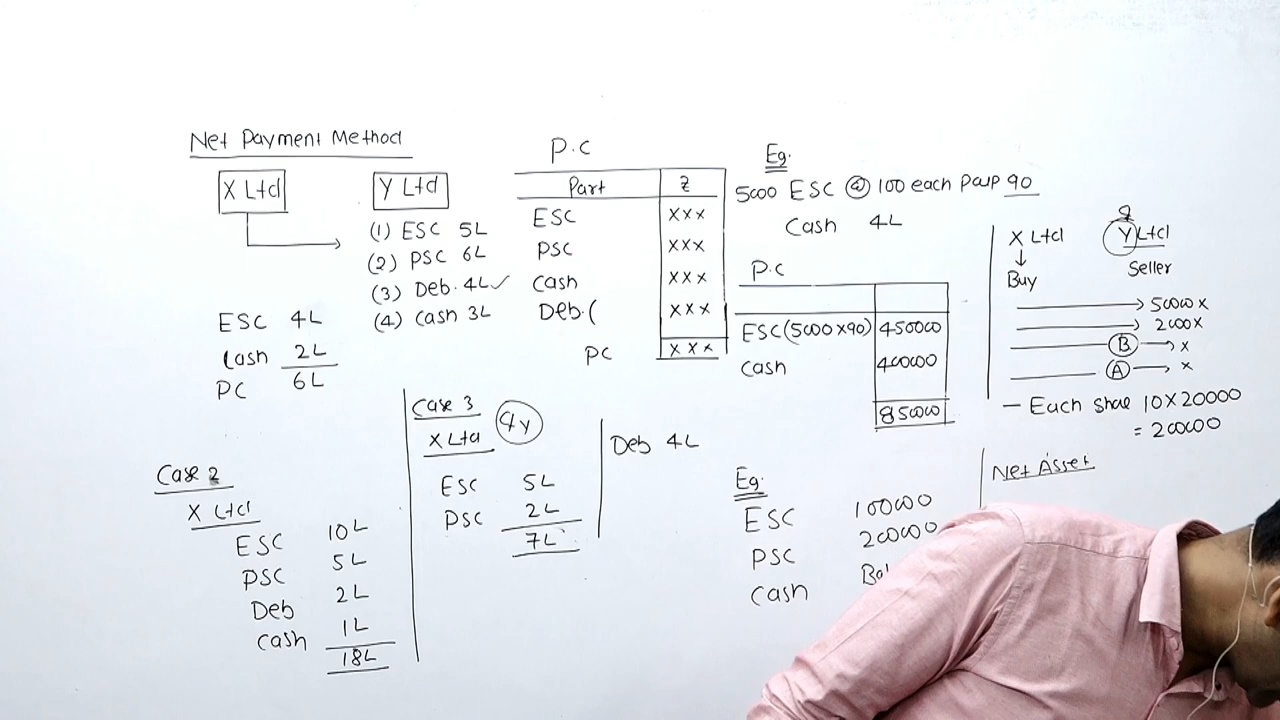 Net Payment Method
X Ltd
Y Ltd
(1) ESC 5L
(2) PSC 6L
(3) Deb. 4L ✓
(4) Cash 3L
ESC 4L
Cash 2L
PC 6L
P.C
Part ₹
ESC XXX
PSC XXX
Cash XXX
Deb.( XXX
PC XXX
Eg.
5000 ESC @ 100 each paup 90
Cash 4L
P.C
ESC (5000 X 90) 450000
Cash 400000
850000
X Ltd
Y Ltd
Buy
Seller
50000 X
2000 X
B X
A X
- Each Share 10 X 20000
= 200000
Case 2
X Ltd
ESC 10L
PSC 5L
Deb 2L
Cash 1L
18L
Case 3
X Ltd
ESC 5L
PSC 2L
7L
Deb 4L
Eg.
ESC 100000
PSC 200000
Cash Bal
Net Asset